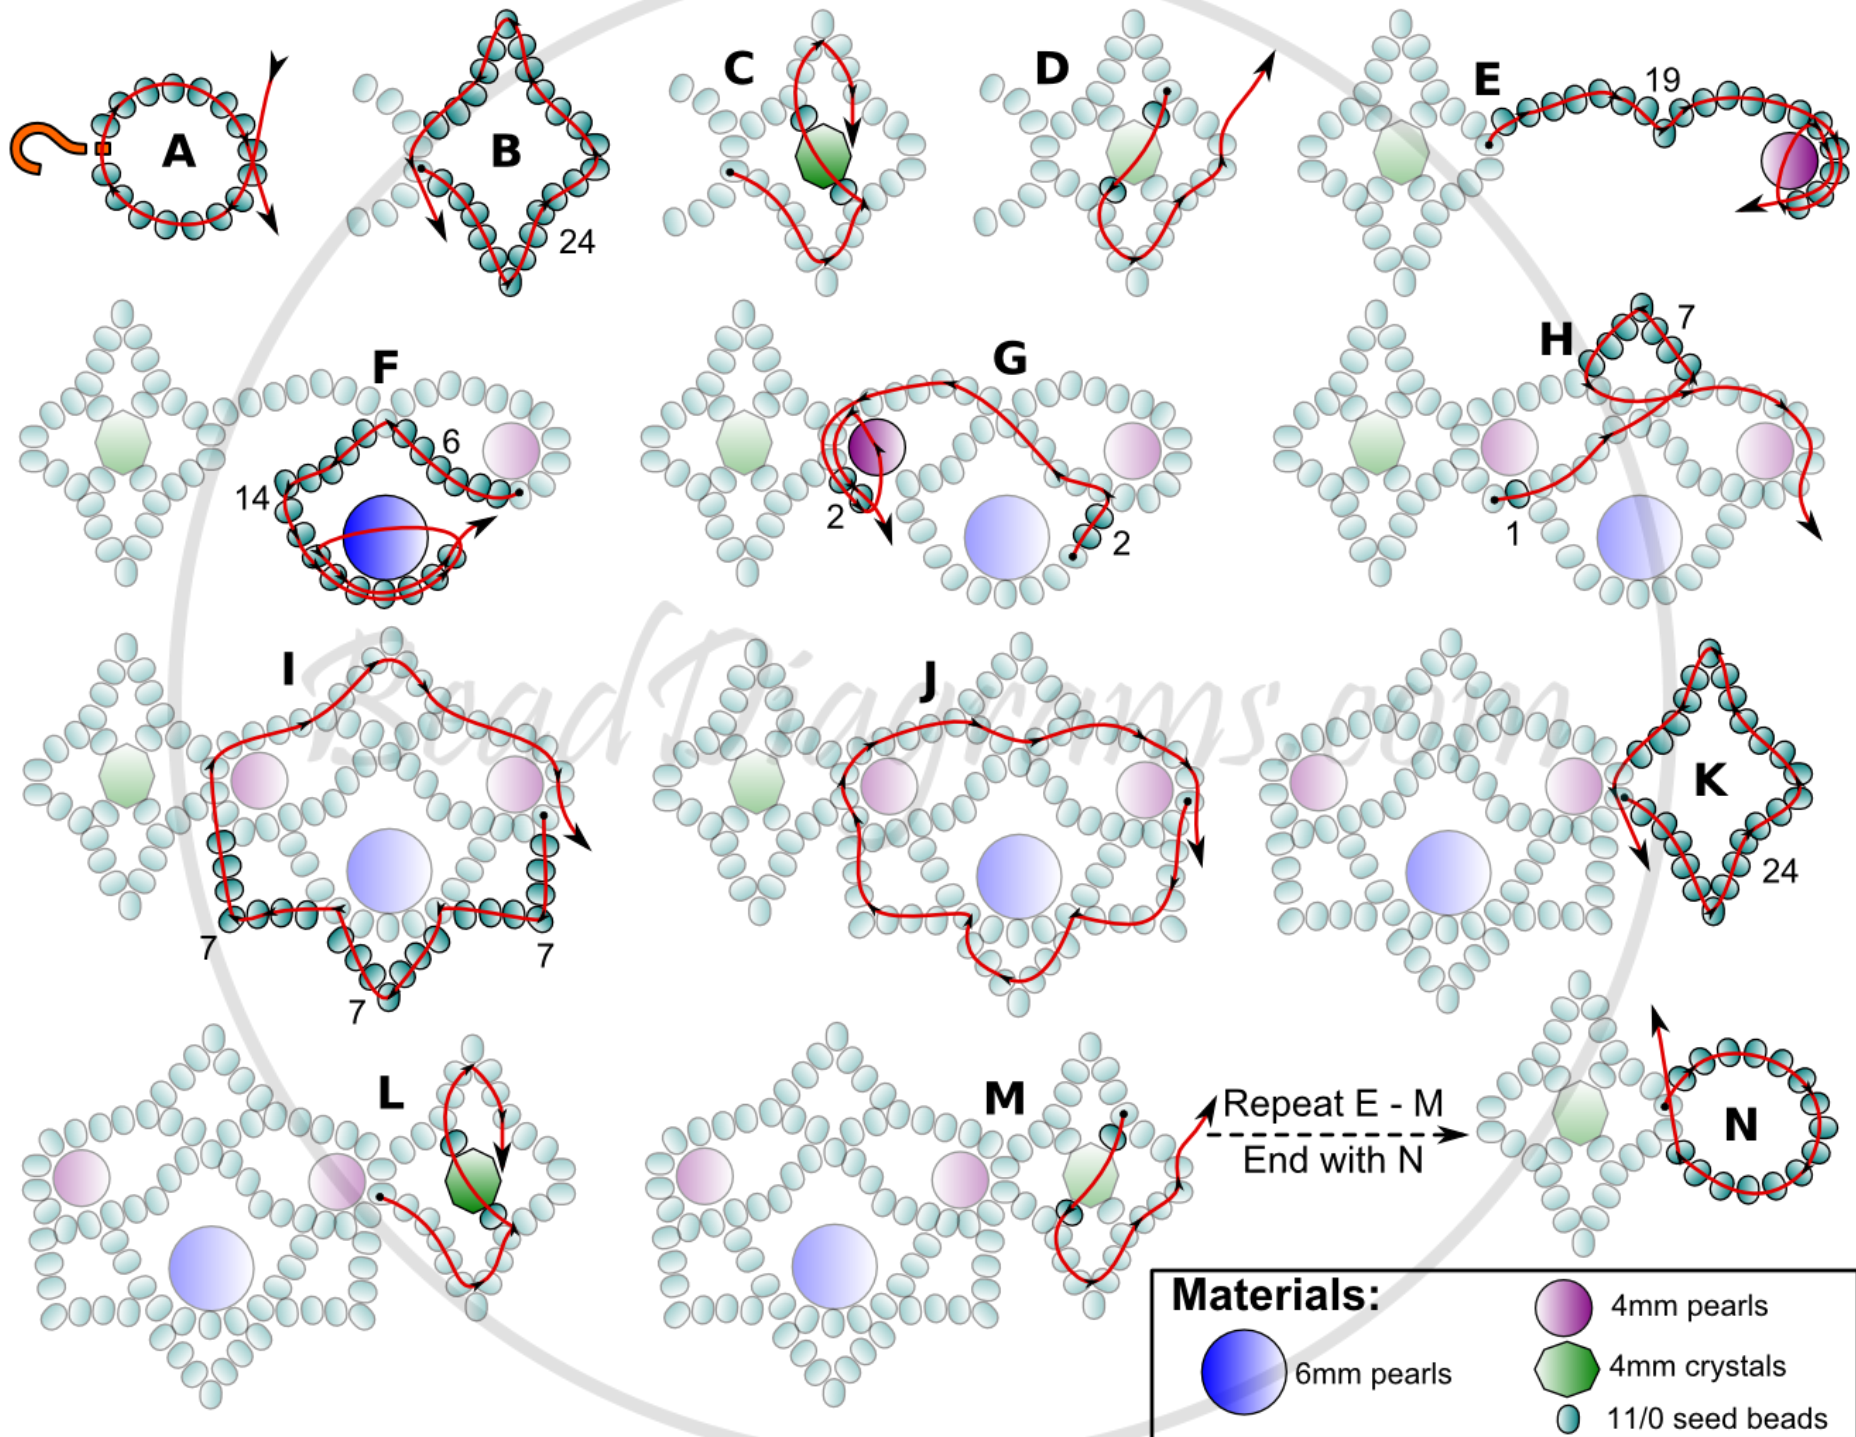 A
B
24
C
D
E
19
F
6
14
G
2
2
H
7
1
I
7
7
7
J
K
24
BeadDiagrams.com
L
M
Repeat E - M
End with N
N
Materials:
6mm pearls
4mm pearls
4mm crystals
11/0 seed beads